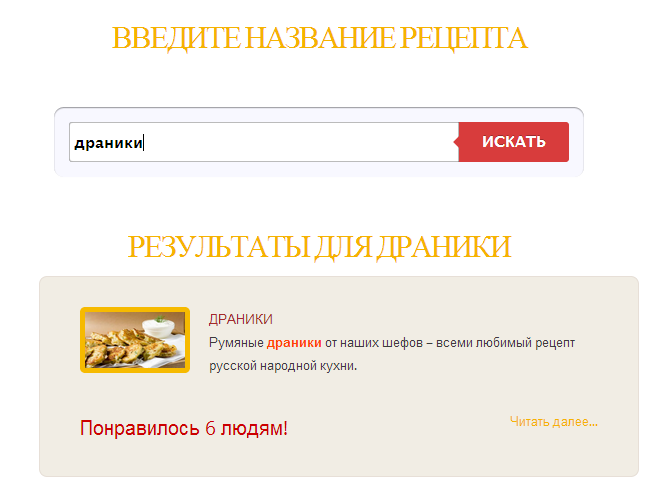 ВВЕДИТЕ НАЗВАНИЕ РЕЦЕПТА
драники
ИСКАТЬ
РЕЗУЛЬТАТЫ ДЛЯ ДРАНИКИ
ДРАНИКИ
Румяные драники от наших шефов – всеми любимый рецепт
русской народной кухни.
Понравилось 6 людям!
Читать далее...